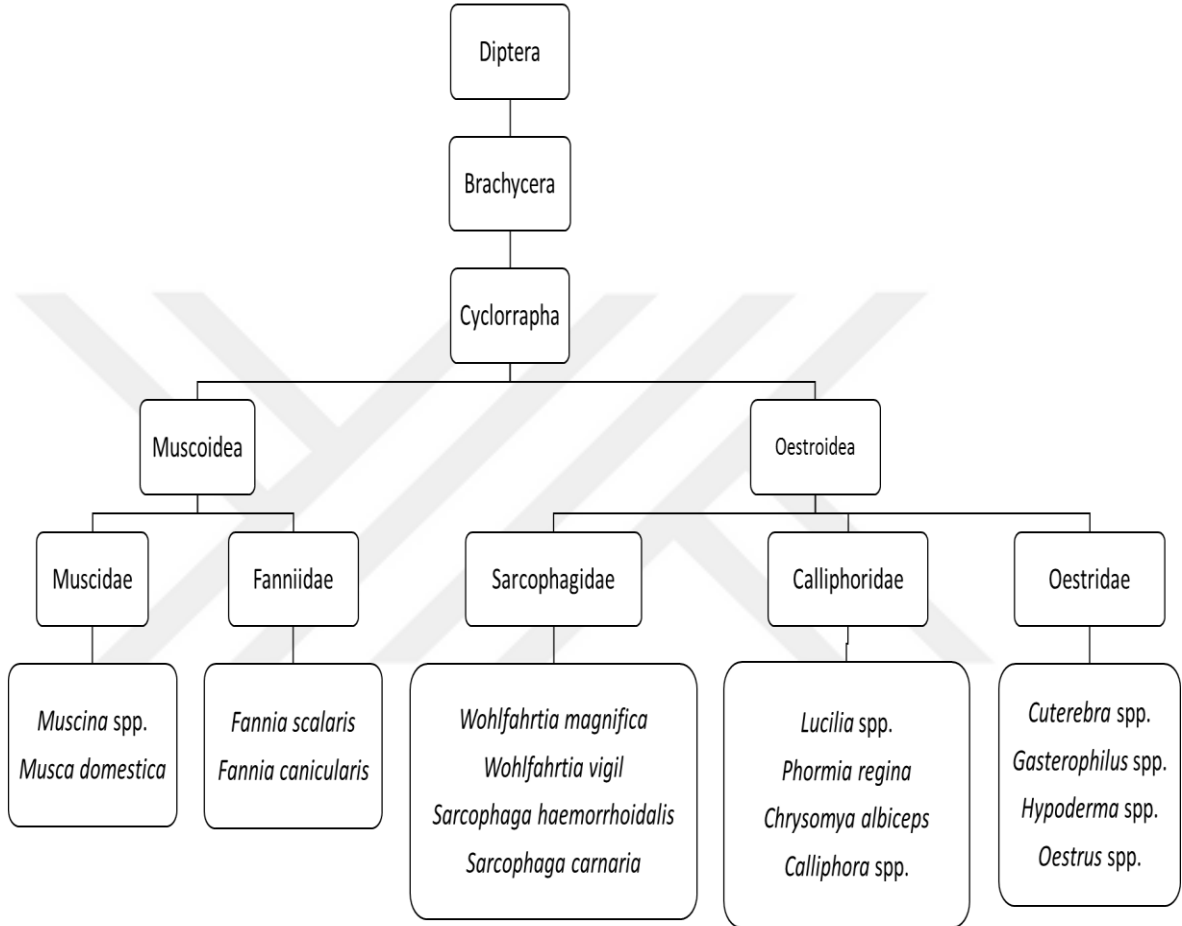 Diptera
Brachycera
Cyclorrapha
Muscoidea
Oestroidea
Muscidae
Fanniidae
Sarcophagidae
Calliphoridae
Oestridae
Muscina spp.
Musca domestica
Fannia scalaris
Fannia canicularis
Wohlfahrtia magnifica
Wohlfahrtia vigil
Sarcophaga haemorrhoidalis
Sarcophaga carnaria
Lucilia spp.
Phormia regina
Chrysomya albiceps
Calliphora spp.
Cuterebra spp.
Gasterophilus spp.
Hypoderma spp.
Oestrus spp.